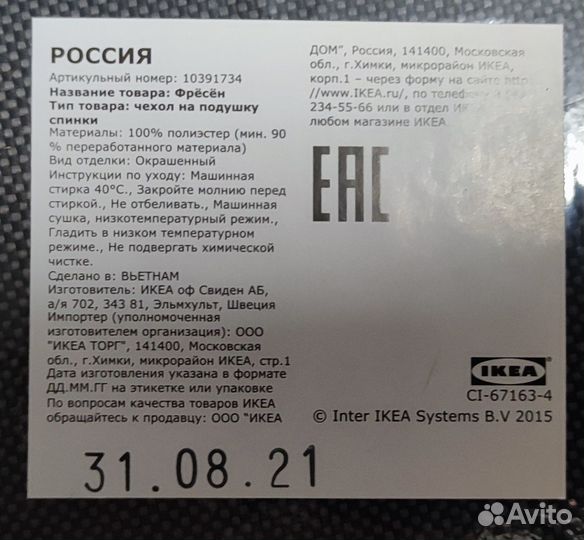 РОССИЯ
Артикульный номер: 10391734
Название товара: Фрёсён
Тип товара: чехол на подушку
спинки
Материалы: 100% полиэстер (мин. 90
% переработанного материала)
Вид отделки: Окрашенный
Инструкции по уходу: Машинная
стирка 40°C., Закройте молнию перед
стиркой., Не отбеливать., Машинная
сушка, низкотемпературный режим.,
Гладить в низком температурном
режиме., Не подвергать химической
чистке.
Сделано в: ВЬЕТНАМ
Изготовитель: ИКЕА оф Свиден АБ,
а/я 702, 343 81, Эльмхульт, Швеция
Импортер (уполномоченная
изготовителем организация): ООО
"ИКЕА ТОРГ", 141400, Московская
обл., г.Химки, микрорайон ИКЕА, стр.1
Дата изготовления указана в формате
ДД.ММ.ГГ на этикетке или упаковке
По вопросам качества товаров ИКЕА
обращайтесь к продавцу: ООО "ИКЕА
ДОМ", Россия, 141400, Московская
обл., г.Химки, микрорайон ИКЕА,
корп.1 – через форму на сайте http:
//www.IKEA.ru/, по телефону
234-55-66 или в отдел
любом магазине ИКЕА.
EAC
IKEA
CI-67163-4
© Inter IKEA Systems B.V 2015
31.08.21
Avito